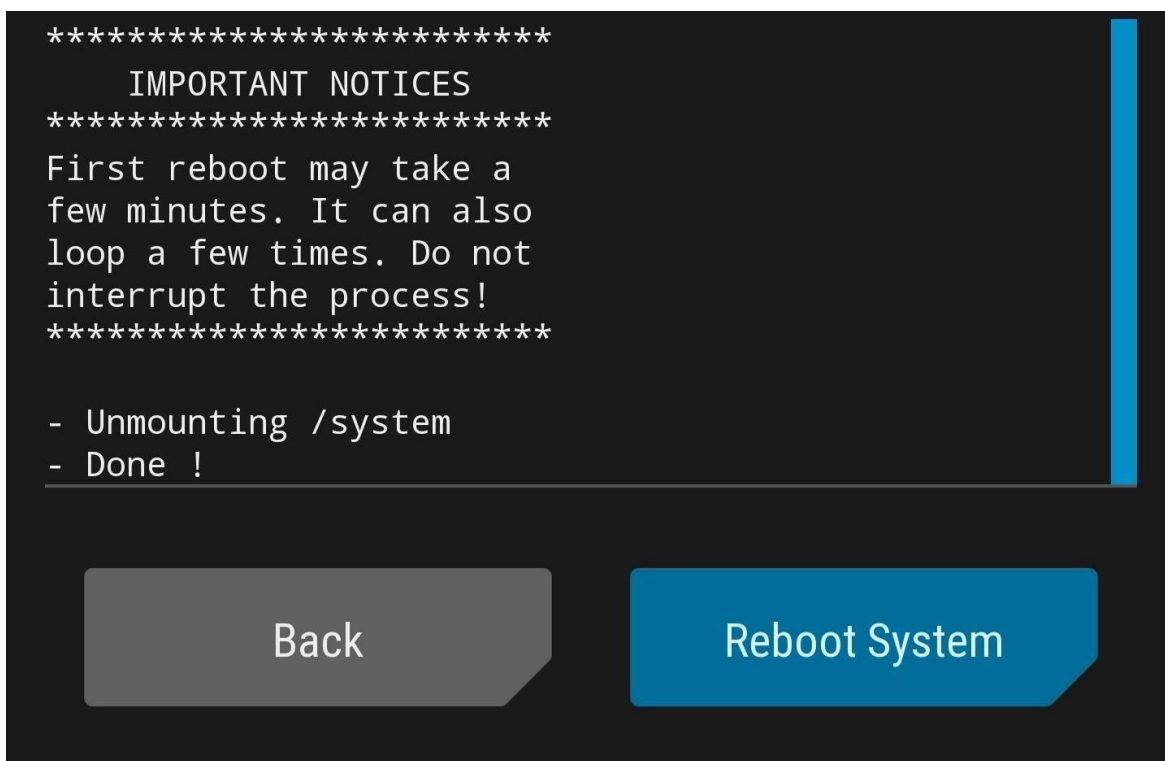 *************************
IMPORTANT NOTICES
*************************
First reboot may take a
few minutes. It can also
loop a few times. Do not
interrupt the process!
*************************
- Unmounting /system
- Done !
Back
Reboot System